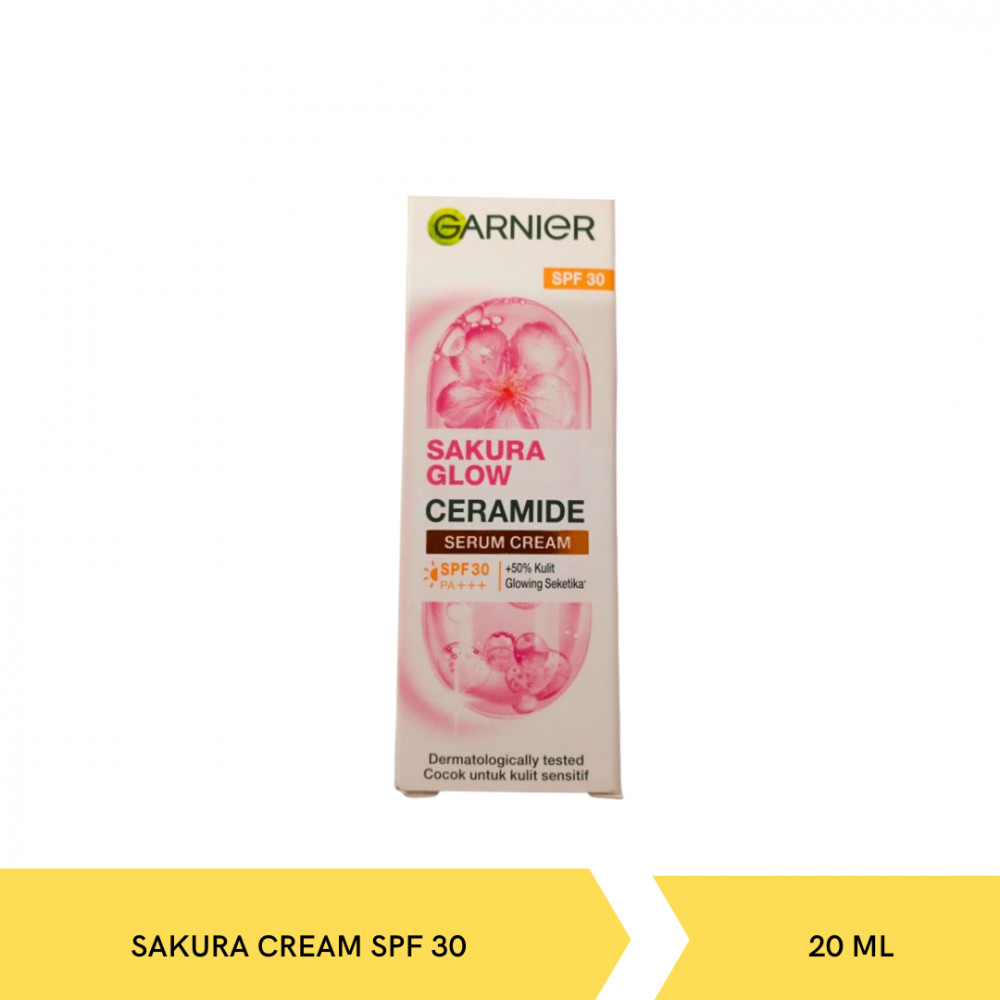 GARNIER
SPF 30
SAKURA
GLOW
CERAMIDE
SERUM CREAM
SPF 30
PA+++
+50% Kulit
Glowing Seketika*
Dermatologically tested
Cocok untuk kulit sensitif
SAKURA CREAM SPF 30
20 ML